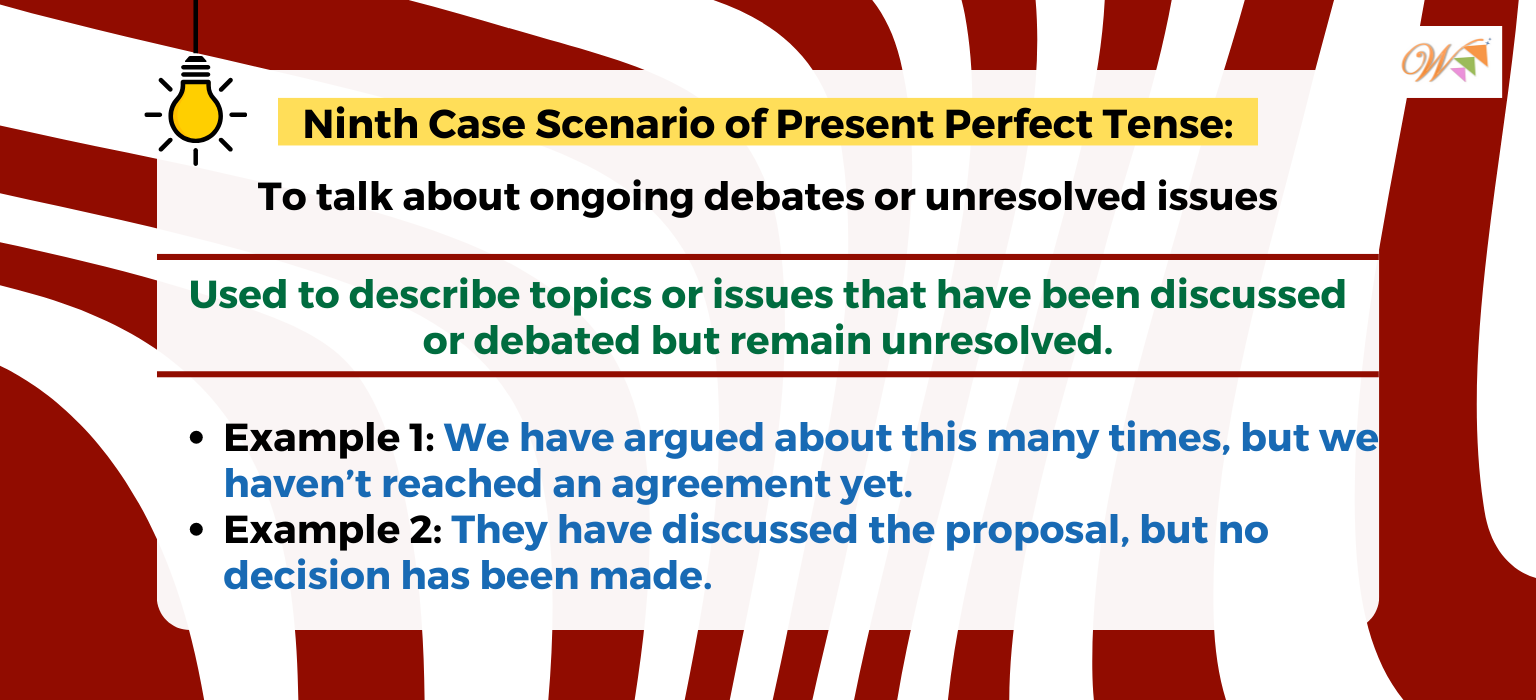 Ninth Case Scenario of Present Perfect Tense:
To talk about ongoing debates or unresolved issues
Used to describe topics or issues that have been discussed
or debated but remain unresolved.
• Example 1: We have argued about this many times, but we
haven’t reached an agreement yet.
• Example 2: They have discussed the proposal, but no
decision has been made.
W